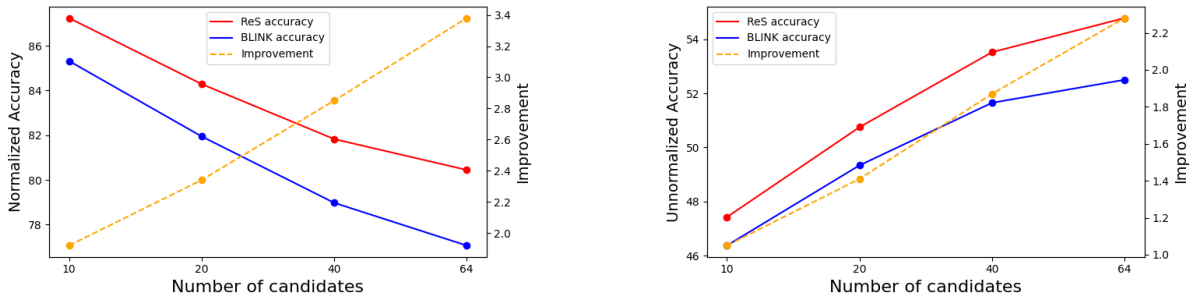 ReS accuracy
BLINK accuracy
Improvement
Normalized Accuracy
86
84
82
80
78
3.4
3.2
3.0
2.8
2.6
2.4
2.2
2.0
Improvement
10
20
40
64
Number of candidates
ReS accuracy
BLINK accuracy
Improvement
Unnormalized Accuracy
54
52
50
48
46
2.2
2.0
1.8
1.6
1.4
1.2
1.0
Improvement
10
20
40
64
Number of candidates